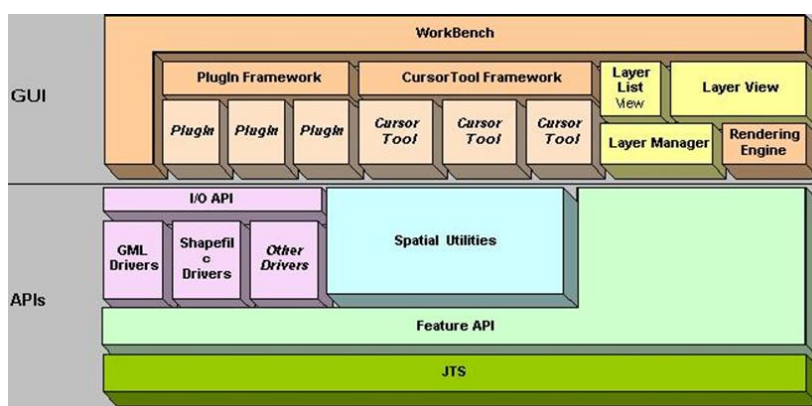 WorkBench
GUI
PlugIn Framework
CursorTool Framework
Layer
List
View
Layer View
PlugIn
PlugIn
PlugIn
Cursor
Tool
Cursor
Tool
Cursor
Tool
Layer Manager
Rendering
Engine
APIs
I/O API
GML
Drivers
Shapefil
c
Drivers
Other
Drivers
Spatial Utilities
Feature API
JTS